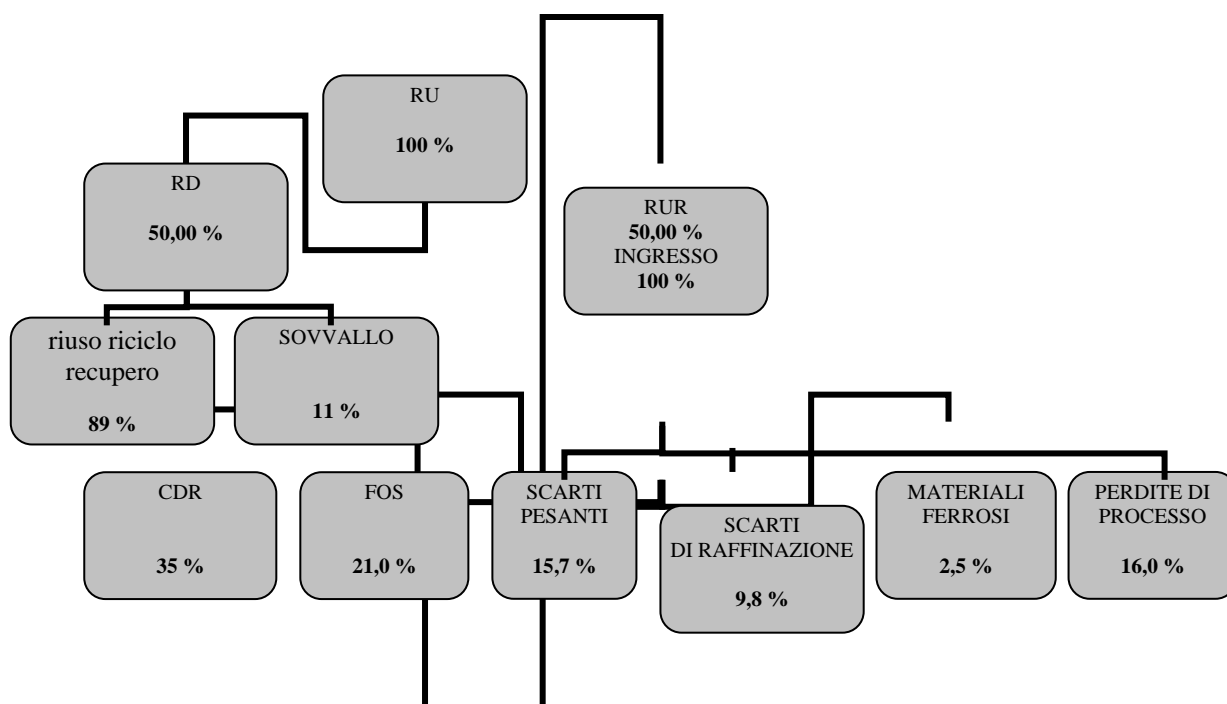 RU
100 %
RD
50,00 %
RUR
50,00 %
INGRESSO
100 %
riuso riciclo
recupero
89 %
SOVVALLO
11 %
CDR
35 %
FOS
21,0 %
SCARTI
PESANTI
15,7 %
SCARTI
DI RAFFINAZIONE
9,8 %
MATERIALI
FERROSI
2,5 %
PERDITE DI
PROCESSO
16,0 %